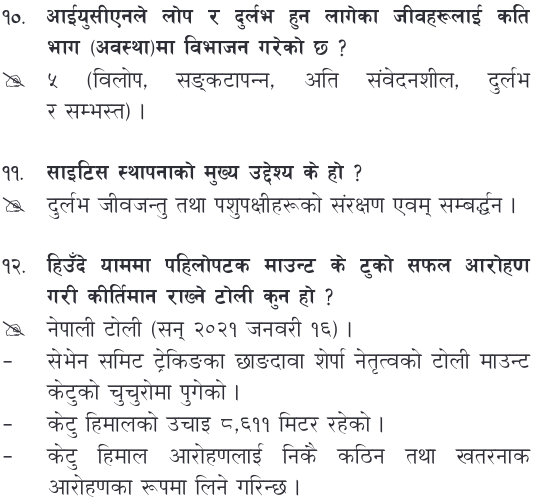 १०. आईयुसीएनले लोप र दुर्लभ हुन लागेका जीवहरूलाई कति
भाग (अवस्था)मा विभाजन गरेको छ ?
५ (विलोप, सङ्कटापन्न, अति संवेदनशील, दुर्लभ
र सम्भस्त) ।
११. साइटिस स्थापनाको मुख्य उद्देश्य के हो ?
दुर्लभ जीवजन्तु तथा पशुपक्षीहरूको संरक्षण एवम् सम्बर्द्धन ।
१२. हिउँदे याममा पहिलोपटक माउन्ट के टुको सफल आरोहण
गरी कीर्तिमान राख्ने टोली कुन हो ?
नेपाली टोली (सन् २०२१ जनवरी १६) ।
- सेभेन समिट ट्रेकिङका छाङदावा शेर्पा नेतृत्वको टोली माउन्ट
केटुको चुचुरोमा पुगेको ।
- केटु हिमालको उचाइ ८,६११ मिटर रहेको ।
- केटु हिमाल आरोहणलाई निकै कठिन तथा खतरनाक
आरोहणका रूपमा लिने गरिन्छ ।